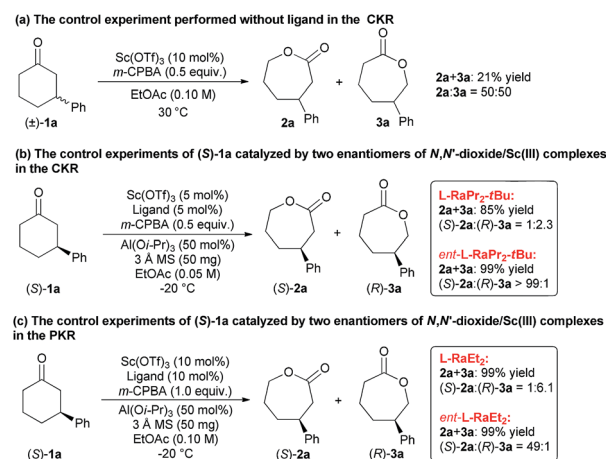 (a) The control experiment performed without ligand in the CKR
O
Ph
(±)-1a
Sc(OTf)3 (10 mol%)
m-CPBA (0.5 equiv.)
EtOAc (0.10 M)
30 °C
O
O
Ph
2a
+
O
O
Ph
3a
2a+3a: 21% yield
2a:3a = 50:50
(b) The control experiments of (S)-1a catalyzed by two enantiomers of N,N'-dioxide/Sc(III) complexes
in the CKR
O
Ph
(S)-1a
Sc(OTf)3 (5 mol%)
Ligand (5 mol%)
m-CPBA (0.5 equiv.)
Al(Oi-Pr)3 (50 mol%)
3 Å MS (50 mg)
EtOAc (0.05 M)
-20 °C
O
O
Ph
(S)-2a
+
O
O
Ph
(R)-3a
L-RaPr2-tBu:
2a+3a: 85% yield
(S)-2a:(R)-3a = 1:2.3
ent-L-RaPr2-tBu:
2a+3a: 99% yield
(S)-2a:(R)-3a > 99:1
(c) The control experiments of (S)-1a catalyzed by two enantiomers of N,N'-dioxide/Sc(III) complexes
in the PKR
O
Ph
(S)-1a
Sc(OTf)3 (10 mol%)
Ligand (10 mol%)
m-CPBA (1.0 equiv.)
Al(Oi-Pr)3 (50 mol%)
3 Å MS (50 mg)
EtOAc (0.10 M)
-20 °C
O
O
Ph
(S)-2a
+
O
O
Ph
(R)-3a
L-RaEt2:
2a+3a: 99% yield
(S)-2a:(R)-3a = 1:6.1
ent-L-RaEt2:
2a+3a: 99% yield
(S)-2a:(R)-3a = 49:1